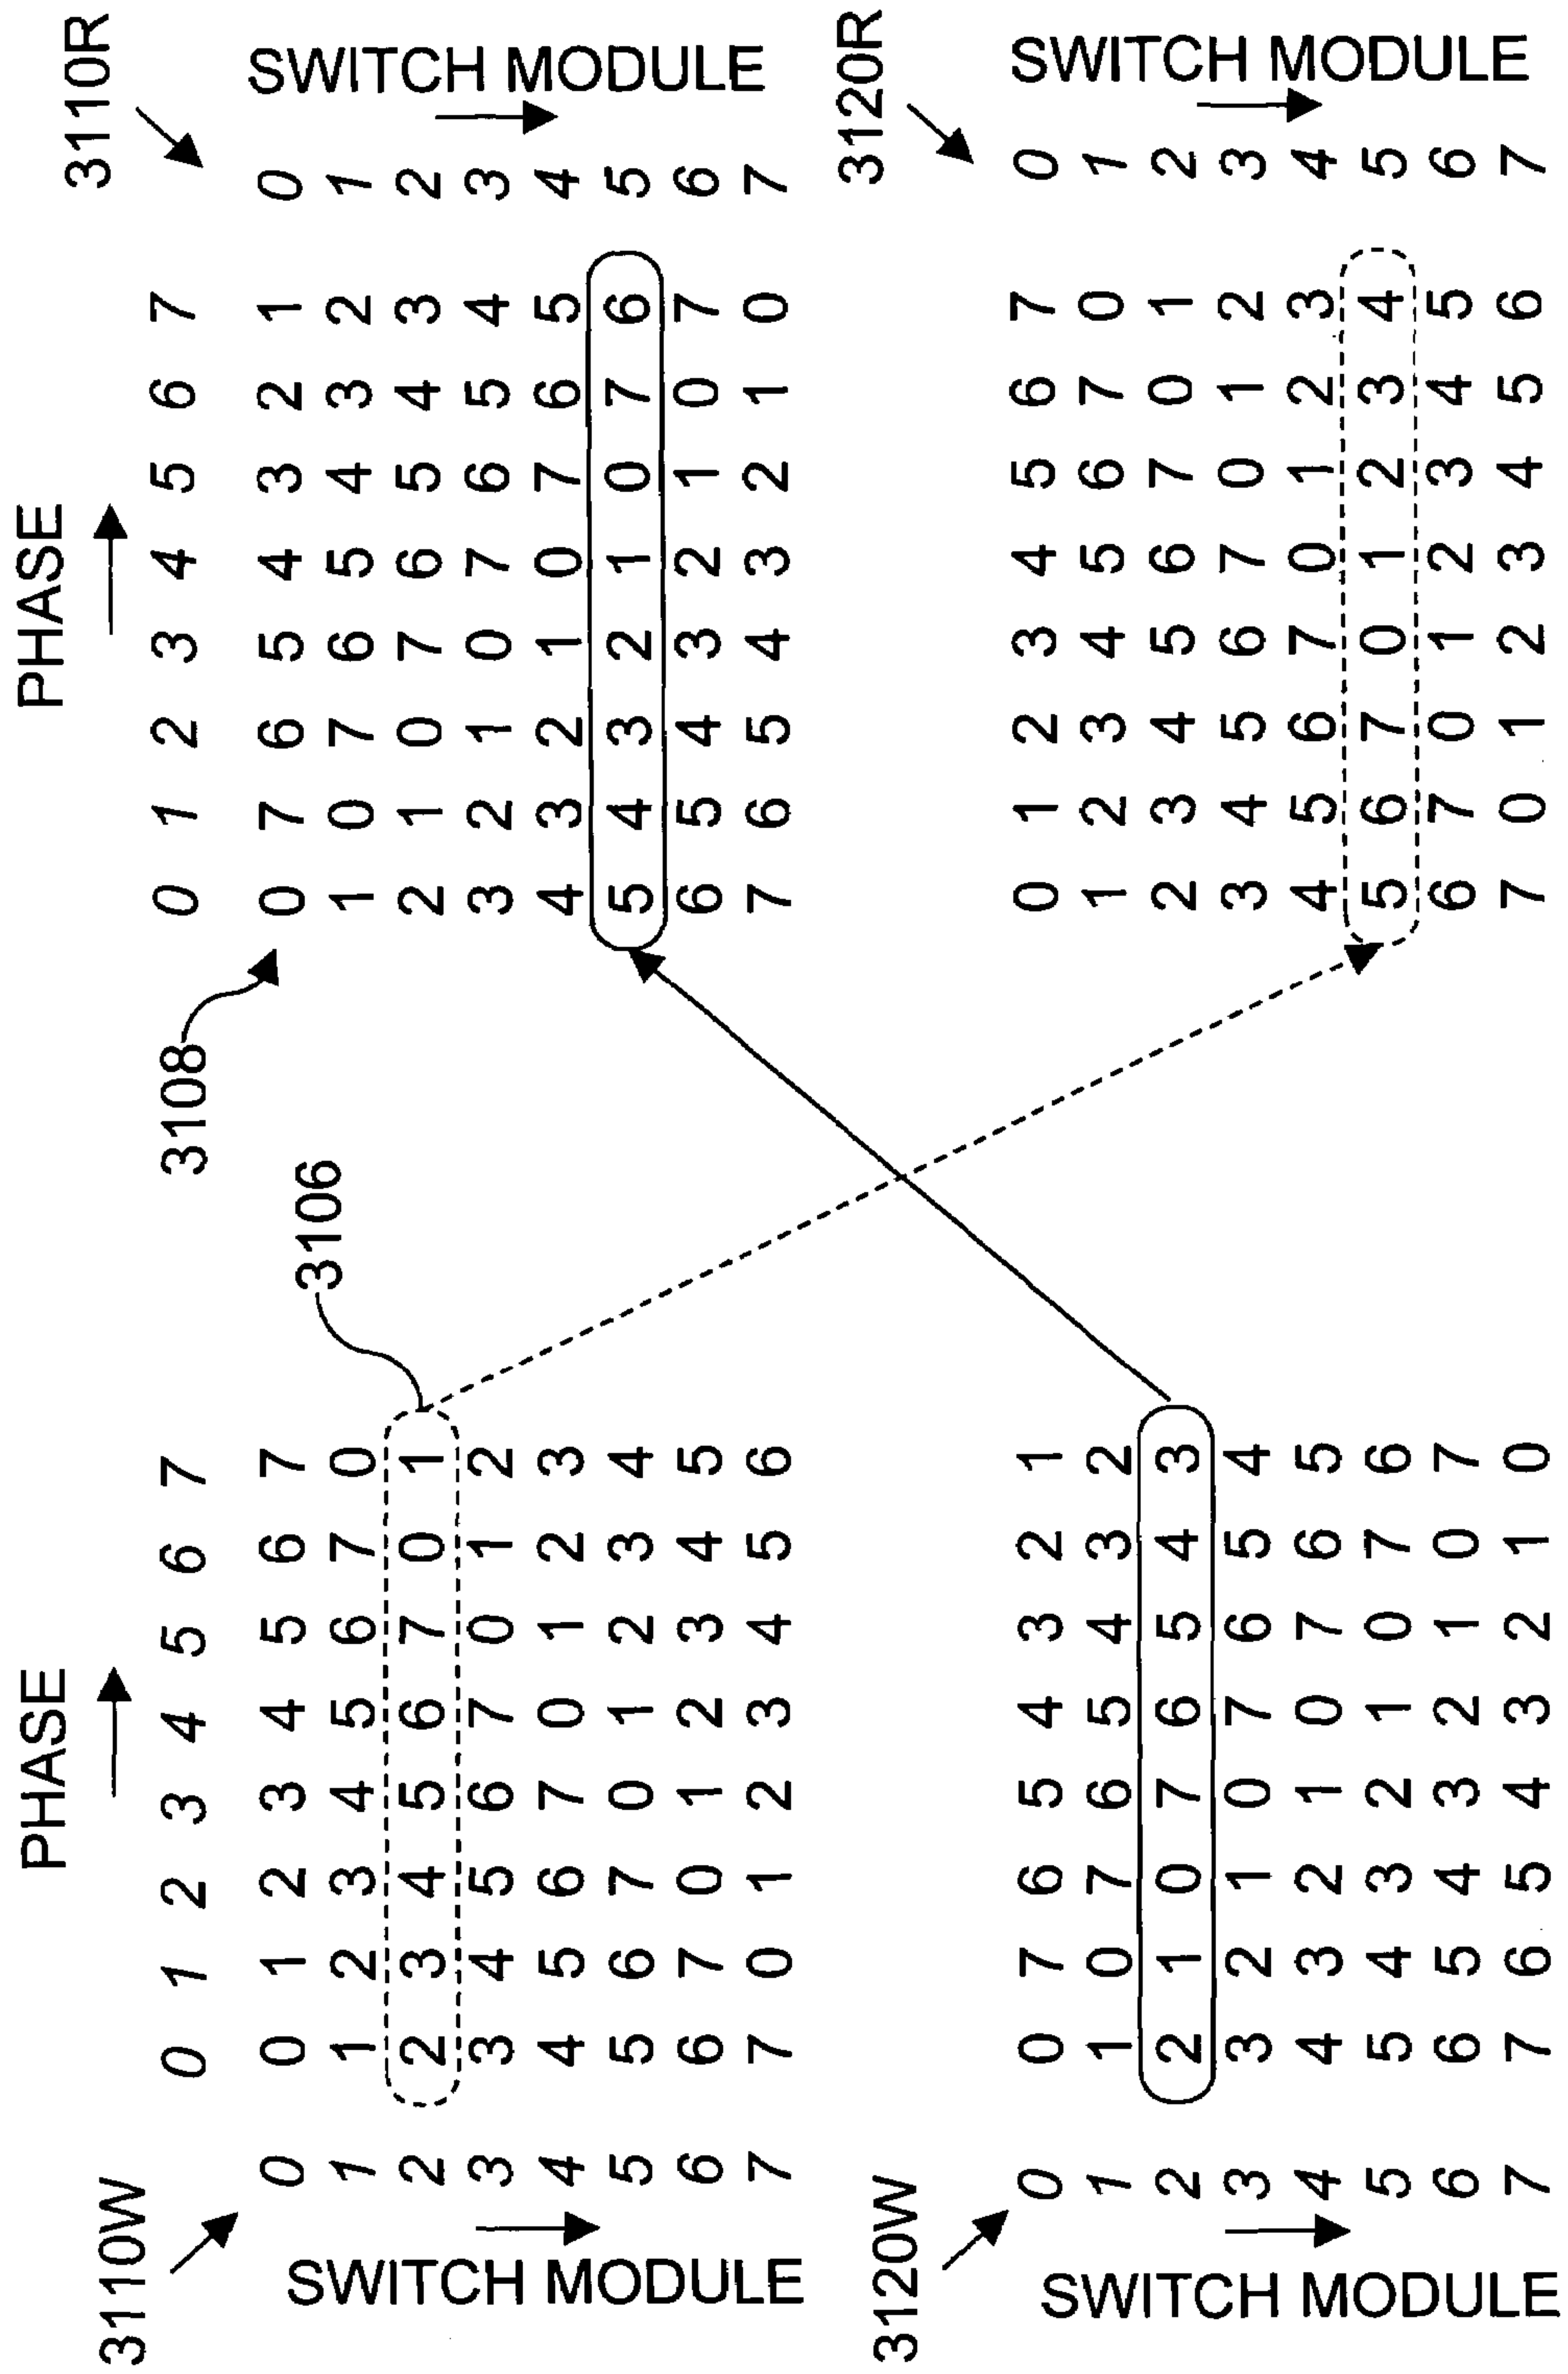 PHASE
3110W
0 1 2 3 4 5 6 7
0 0 1 2 3 4 5 6 7
1 1 2 3 4 5 6 7 0
2 2 3 4 5 6 7 0 1
3 3 4 5 6 7 0 1 2
4 4 5 6 7 0 1 2 3
5 5 6 7 0 1 2 3 4
6 6 7 0 1 2 3 4 5
7 7 0 1 2 3 4 5 6
SWITCH MODULE
3106
3108
PHASE
3110R
0 1 2 3 4 5 6 7
0 7 6 5 4 3 2 1 0
1 0 7 6 5 4 3 2 1
2 1 0 7 6 5 4 3 2
3 2 1 0 7 6 5 4 3
4 3 2 1 0 7 6 5 4
5 4 3 2 1 0 7 6 5
6 5 4 3 2 1 0 7 6
7 6 5 4 3 2 1 0 7
SWITCH MODULE
3120W
0 0 7 6 5 4 3 2 1
1 1 0 7 6 5 4 3 2
2 2 1 0 7 6 5 4 3
3 3 2 1 0 7 6 5 4
4 4 3 2 1 0 7 6 5
5 5 4 3 2 1 0 7 6
6 6 5 4 3 2 1 0 7
7 7 6 5 4 3 2 1 0
SWITCH MODULE
3120R
0 1 2 3 4 5 6 7 0
1 2 3 4 5 6 7 0 1
2 3 4 5 6 7 0 1 2
3 4 5 6 7 0 1 2 3
4 5 6 7 0 1 2 3 4
5 6 7 0 1 2 3 4 5
6 7 0 1 2 3 4 5 6
7 0 1 2 3 4 5 6 7
SWITCH MODULE